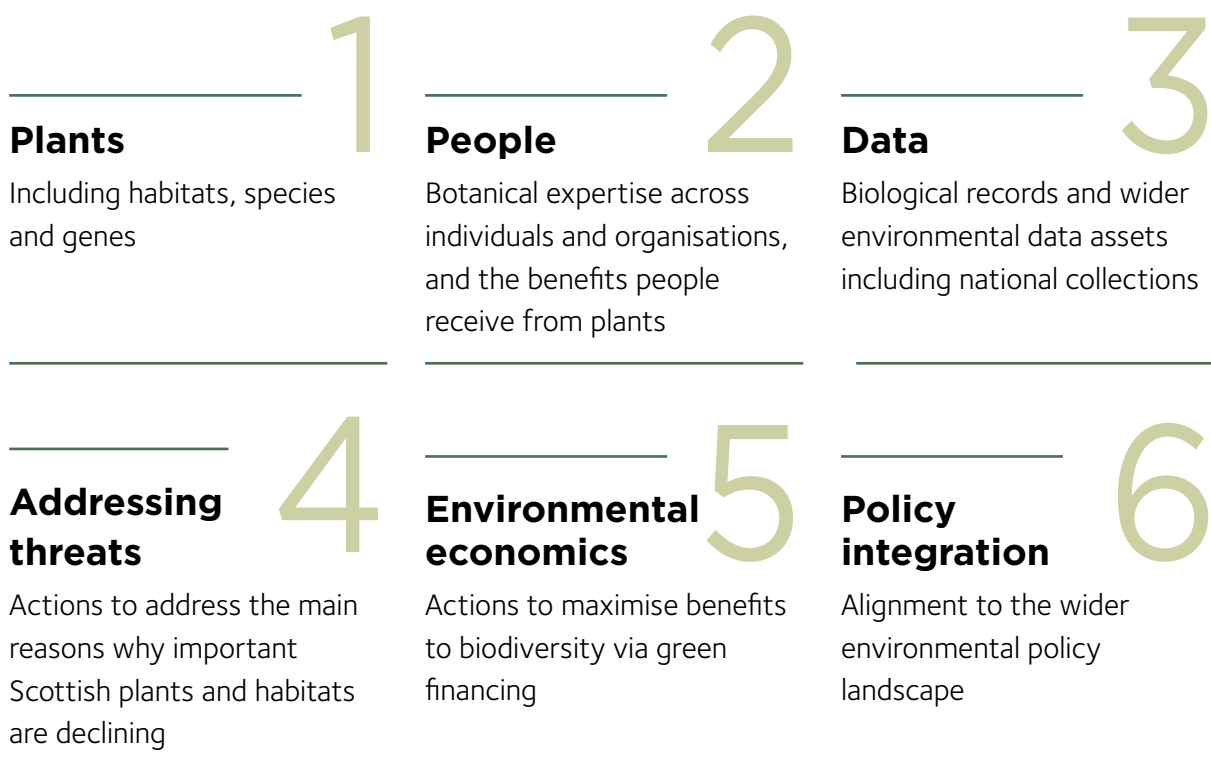 1
Plants
Including habitats, species
and genes
2
People
Botanical expertise across
individuals and organisations,
and the benefits people
receive from plants
3
Data
Biological records and wider
environmental data assets
including national collections
4
Addressing
threats
Actions to address the main
reasons why important
Scottish plants and habitats
are declining
5
Environmental
economics
Actions to maximise benefits
to biodiversity via green
financing
6
Policy
integration
Alignment to the wider
environmental policy
landscape